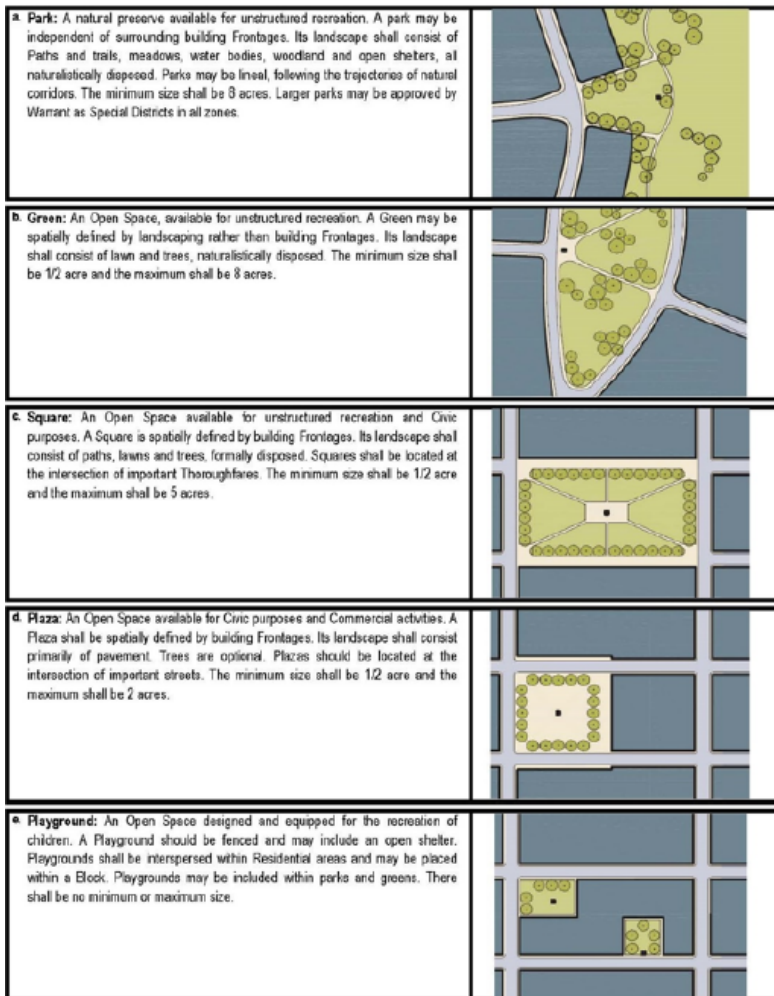 a. Park: A natural preserve available for unstructured recreation. A park may be
independent of surrounding building Frontages. Its landscape shall consist of
Paths and trails, meadows, water bodies, woodland and open shelters, all
naturalistically disposed. Parks may be lineal, following the trajectories of natural
corridors. The minimum size shall be 8 acres. Larger parks may be approved by
Warrant as Special Districts in all zones.
b. Green: An Open Space, available for unstructured recreation. A Green may be
spatially defined by landscaping rather than building Frontages. Its landscape
shall consist of lawn and trees, naturalistically disposed. The minimum size shall
be 1/2 acre and the maximum shall be 8 acres.
c. Square: An Open Space available for unstructured recreation and Civic
purposes. A Square is spatially defined by building Frontages. Its landscape shall
consist of paths, lawns and trees, formally disposed. Squares shall be located at
the intersection of important Thoroughfares. The minimum size shall be 1/2 acre
and the maximum shall be 5 acres.
d. Plaza: An Open Space available for Civic purposes and Commercial activities. A
Plaza shall be spatially defined by building Frontages. Its landscape shall consist
primarily of pavement. Trees are optional. Plazas should be located at the
intersection of important streets. The minimum size shall be 1/2 acre and the
maximum shall be 2 acres.
e. Playground: An Open Space designed and equipped for the recreation of
children. A Playground should be fenced and may include an open shelter.
Playgrounds shall be interspersed within Residential areas and may be placed
within a Block. Playgrounds may be included within parks and greens. There
shall be no minimum or maximum size.